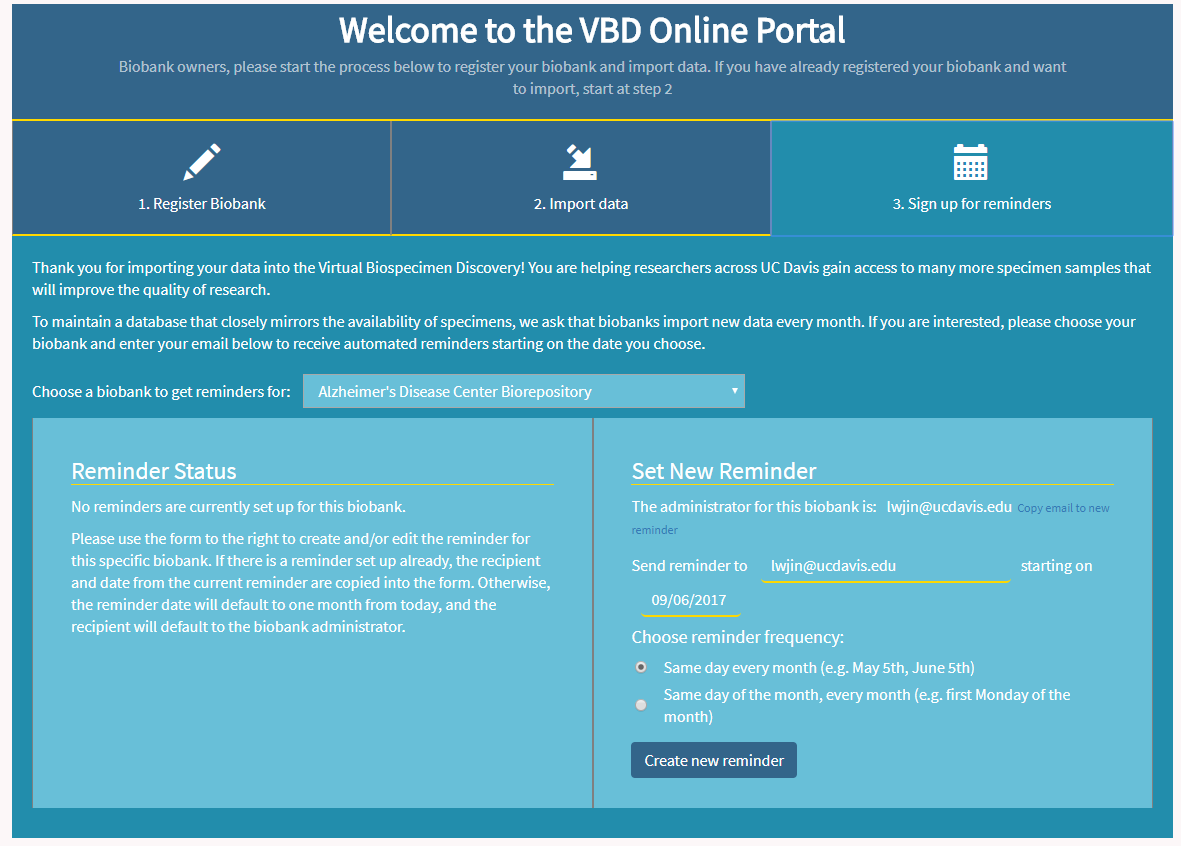 Welcome to the VBD Online Portal
Biobank owners, please start the process below to register your biobank and import data. If you have already registered your biobank and want
to import, start at step 2
1. Register Biobank
2. Import data
3. Sign up for reminders
Thank you for importing your data into the Virtual Biospecimen Discovery! You are helping researchers across UC Davis gain access to many more specimen samples that
will improve the quality of research.
To maintain a database that closely mirrors the availability of specimens, we ask that biobanks import new data every month. If you are interested, please choose your
biobank and enter your email below to receive automated reminders starting on the date you choose.
Choose a biobank to get reminders for: Alzheimer's Disease Center Biorepository
Reminder Status
No reminders are currently set up for this biobank.
Please use the form to the right to create and/or edit the reminder for
this specific biobank. If there is a reminder set up already, the recipient
and date from the current reminder are copied into the form. Otherwise,
the reminder date will default to one month from today, and the
recipient will default to the biobank administrator.
Set New Reminder
The administrator for this biobank is: lwjin@ucdavis.edu Copy email to new
reminder
Send reminder to lwjin@ucdavis.edu starting on
09/06/2017
Choose reminder frequency:
Same day every month (e.g. May 5th, June 5th)
Same day of the month, every month (e.g. first Monday of the
month)
Create new reminder